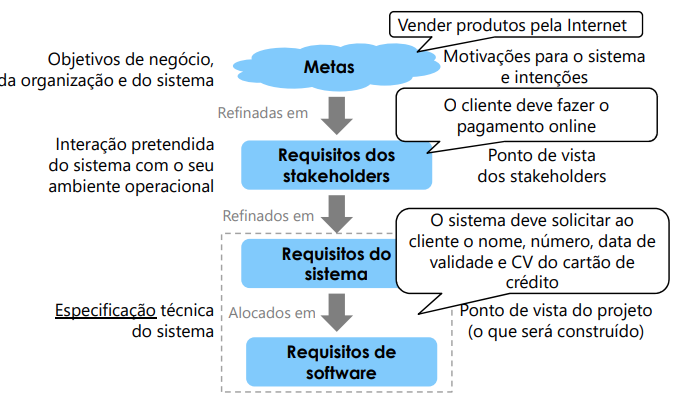 Vender produtos pela Internet
Objetivos de negócio,
da organização e do sistema
Metas
Motivações para o sistema
e intenções
Refinadas em
O cliente deve fazer o
pagamento online
Interação pretendida
do sistema com o seu
ambiente operacional
Requisitos dos
stakeholders
Ponto de vista
dos stakeholders
Refinados em
O sistema deve solicitar ao
cliente o nome, número, data de
validade e CV do cartão de
crédito
Requisitos do
sistema
Especificação técnica
do sistema
Alocados em
Ponto de vista do projeto
(o que será construído)
Requisitos de
software